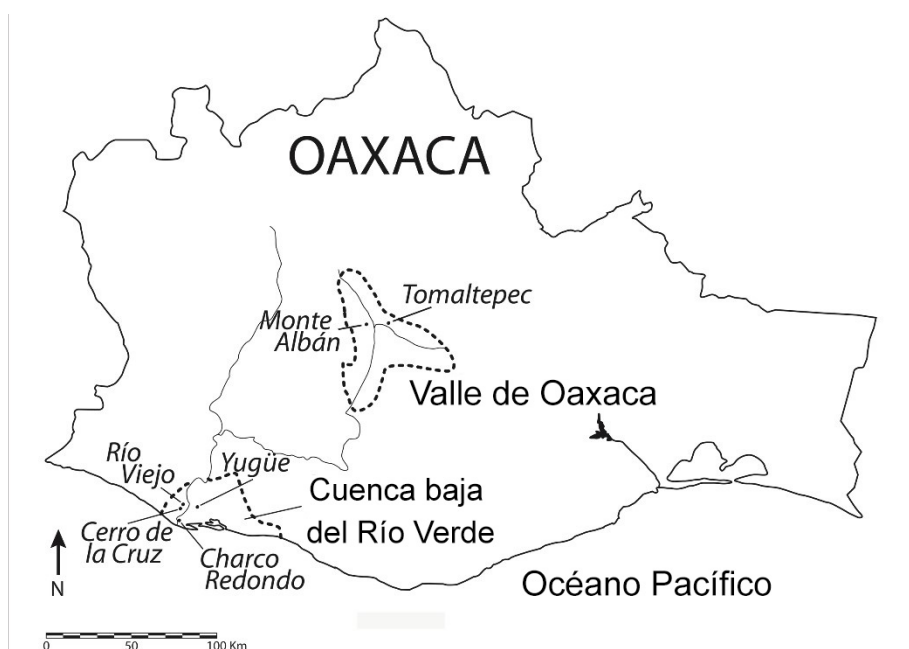 OAXACA
Tomaltepec
Monte
Albán
Valle de Oaxaca
Río
Viejo
Yugüe
Cuenca baja
del Río Verde
Cerro de
la Cruz
Charco
Redondo
N
Océano Pacífico
0 50 100 Km